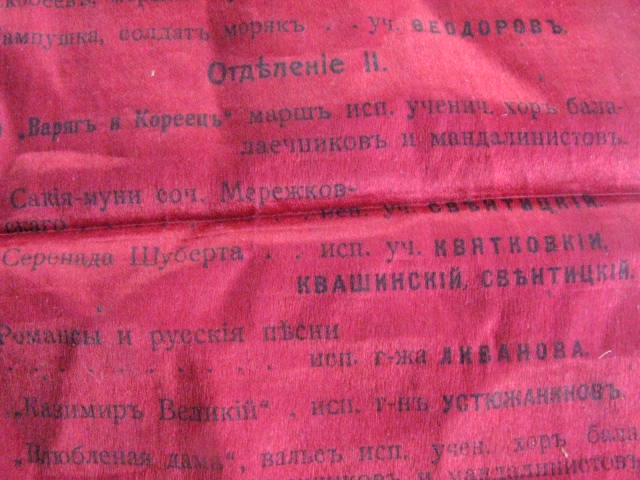 солдатъ морякъ . . уч. ѲЕОДОРОВЪ.
Отдѣленіе II.
„Варягъ и Кореецъ“ маршъ исп. ученич. хоръ бала-
лаечниковъ и мандалинистовъ.
Сакія-муни соч. Мережков-
скаго . . . . . исп. уч. СВѢНТИЦКІЙ.
Серенада Шуберта . . исп. уч. КВЯТКОВКІЙ,
КВАШИНСКІЙ, СВѢНТИЦКІЙ.
Романсы и русскія пѣсни
. . . . . . . . . исп. г-жа ЛИВАНОВА.
„Казимиръ Великій“ . исп. г-нъ УСТЮЖАНИНОВЪ.
„Влюбленая дама“, вальсъ исп. учен. хоръ бала
и мандалинистовъ